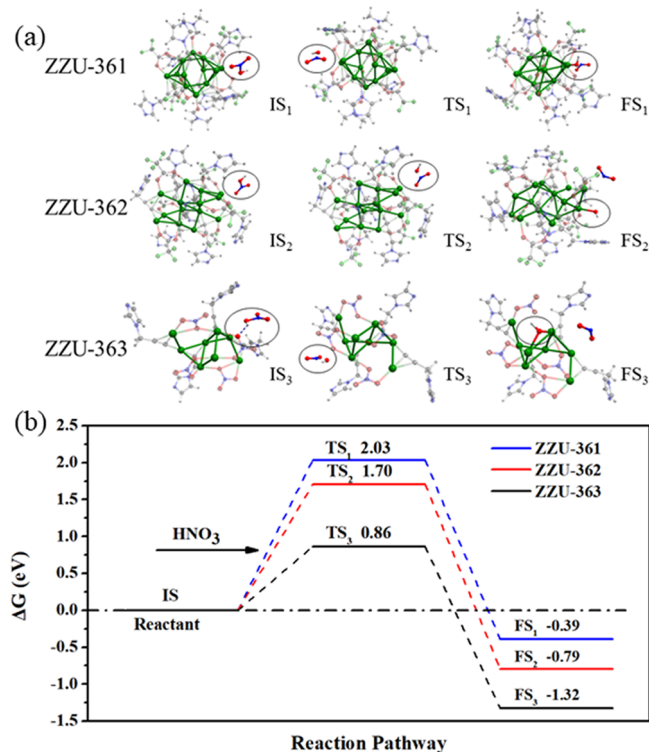 (a)
ZZU-361
IS₁
TS₁
FS₁
ZZU-362
IS₂
TS₂
FS₂
ZZU-363
IS₃
TS₃
FS₃
(b)
ΔG (eV)
2.5
2.0
1.5
1.0
0.5
0.0
-0.5
-1.0
-1.5
TS₁ 2.03
TS₂ 1.70
TS₃ 0.86
ZZU-361
ZZU-362
ZZU-363
HNO₃
IS
Reactant
FS₁ -0.39
FS₂ -0.79
FS₃ -1.32
Reaction Pathway